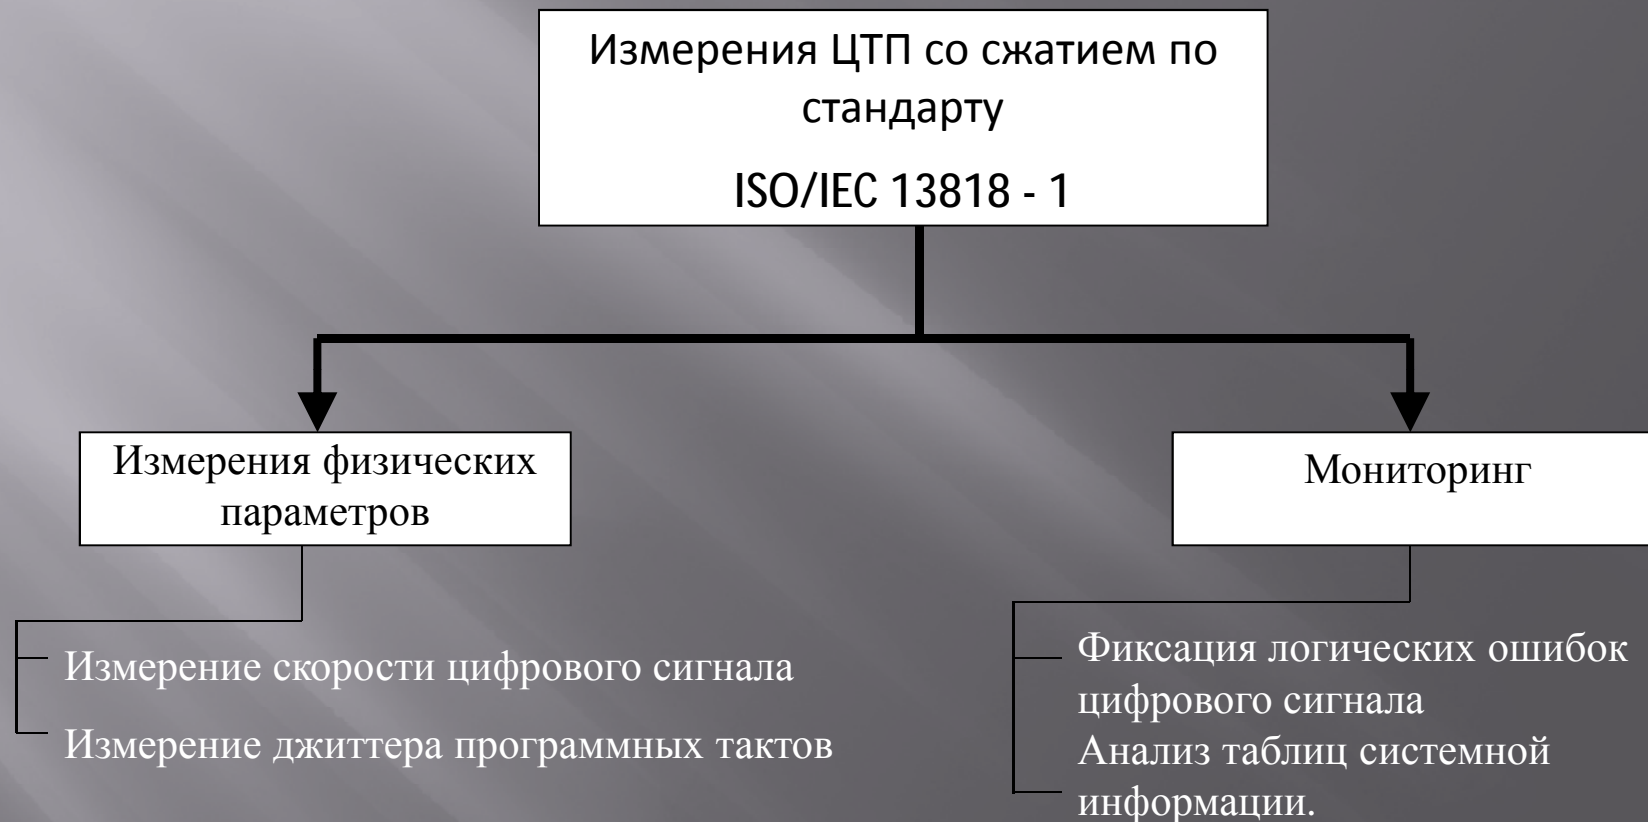 Измерения ЦТП со сжатием по
стандарту
ISO/IEC 13818 - 1
Измерения физических
параметров
Мониторинг
Измерение скорости цифрового сигнала
Измерение джиттера программных тактов
Фиксация логических ошибок
цифрового сигнала
Анализ таблиц системной
информации.